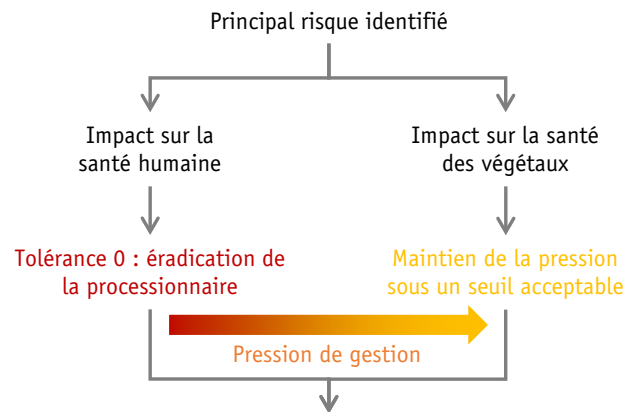 Principal risque identifié
Impact sur la
santé humaine
Impact sur la santé
des végétaux
Tolérance 0 : éradication de
la processionnaire
Maintien de la pression
sous un seuil acceptable
Pression de gestion